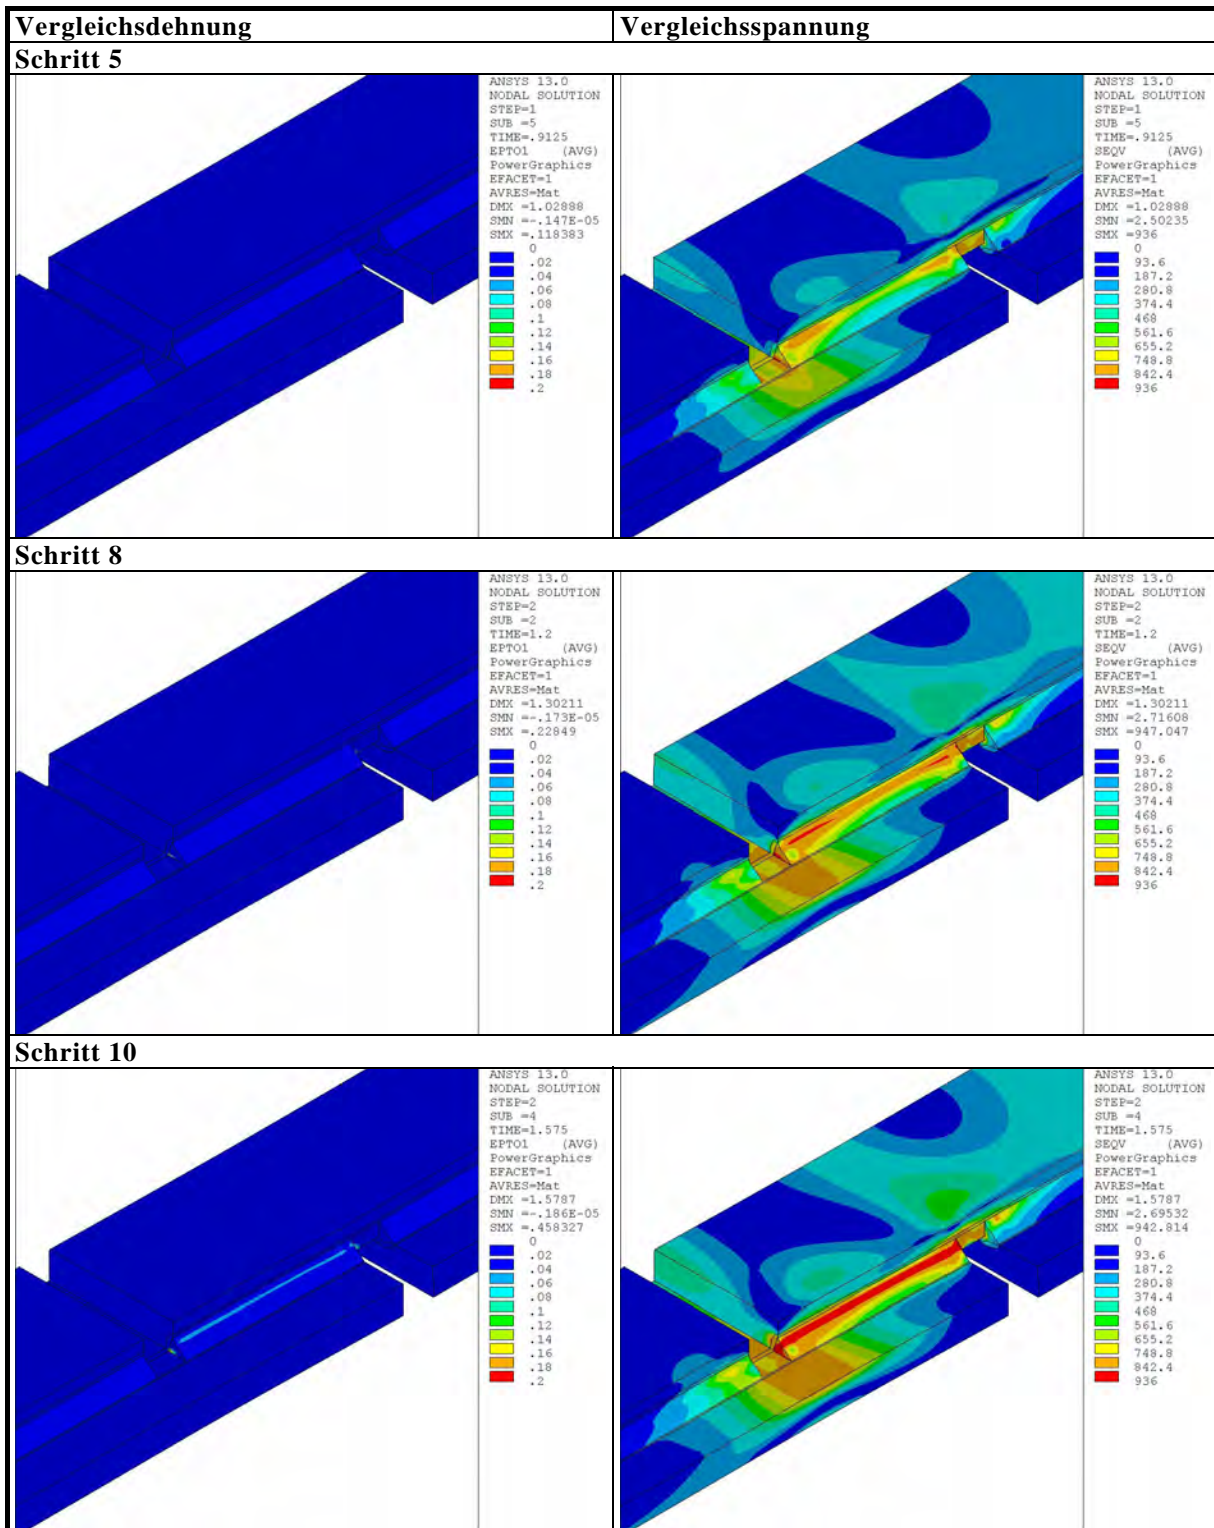 Vergleichsdehnung
Vergleichsspannung
Schritt 5
ANSYS 13.0
NODAL SOLUTION
STEP=1
SUB =5
TIME=.9125
EPTO1 (AVG)
PowerGraphics
EFACET=1
AVRES=Mat
DMX =1.02888
SMN =-.147E-05
SMX =.118383
0
.02
.04
.06
.08
.1
.12
.14
.16
.18
.2
ANSYS 13.0
NODAL SOLUTION
STEP=1
SUB =5
TIME=.9125
SEQV (AVG)
PowerGraphics
EFACET=1
AVRES=Mat
DMX =1.02888
SMN =2.50235
SMX =936
0
93.6
187.2
280.8
374.4
468
561.6
655.2
748.8
842.4
936
Schritt 8
ANSYS 13.0
NODAL SOLUTION
STEP=2
SUB =2
TIME=1.2
EPTO1 (AVG)
PowerGraphics
EFACET=1
AVRES=Mat
DMX =1.30211
SMN =-.173E-05
SMX =.22849
0
.02
.04
.06
.08
.1
.12
.14
.16
.18
.2
ANSYS 13.0
NODAL SOLUTION
STEP=2
SUB =2
TIME=1.2
SEQV (AVG)
PowerGraphics
EFACET=1
AVRES=Mat
DMX =1.30211
SMN =2.71608
SMX =947.047
0
93.6
187.2
280.8
374.4
468
561.6
655.2
748.8
842.4
936
Schritt 10
ANSYS 13.0
NODAL SOLUTION
STEP=2
SUB =4
TIME=1.575
EPTO1 (AVG)
PowerGraphics
EFACET=1
AVRES=Mat
DMX =1.5787
SMN =-.186E-05
SMX =.458327
0
.02
.04
.06
.08
.1
.12
.14
.16
.18
.2
ANSYS 13.0
NODAL SOLUTION
STEP=2
SUB =4
TIME=1.575
SEQV (AVG)
PowerGraphics
EFACET=1
AVRES=Mat
DMX =1.5787
SMN =2.69532
SMX =942.814
0
93.6
187.2
280.8
374.4
468
561.6
655.2
748.8
842.4
936